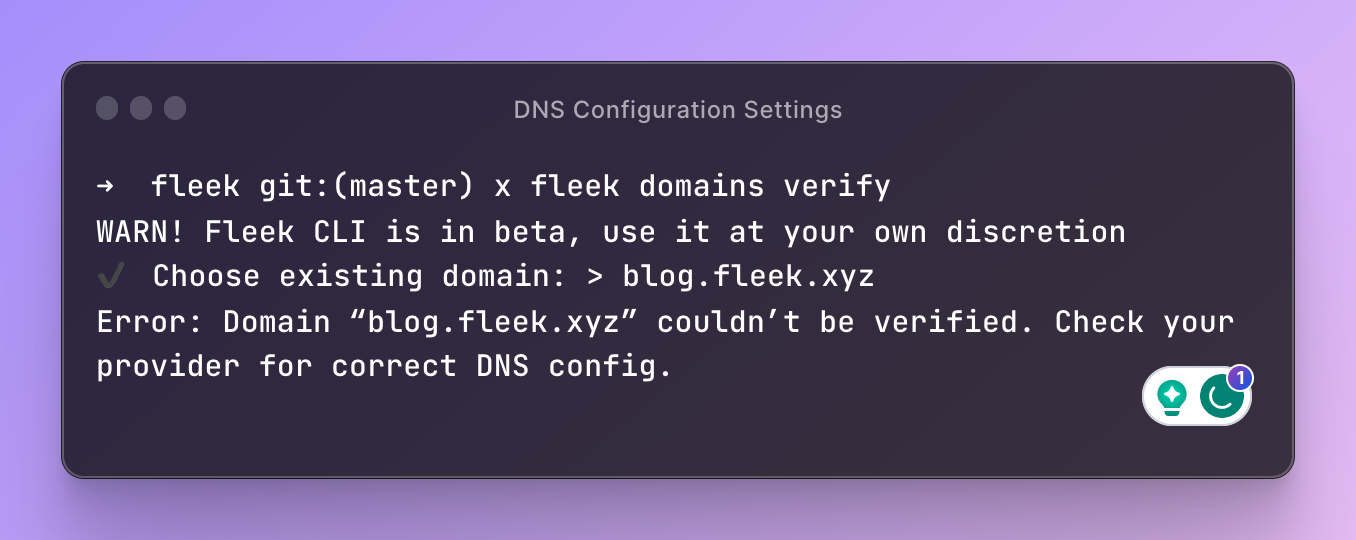 DNS Configuration Settings
➜  fleek git:(master) x fleek domains verify
WARN! Fleek CLI is in beta, use it at your own discretion
✔ Choose existing domain: > blog.fleek.xyz
Error: Domain “blog.fleek.xyz” couldn’t be verified. Check your
provider for correct DNS config.
1